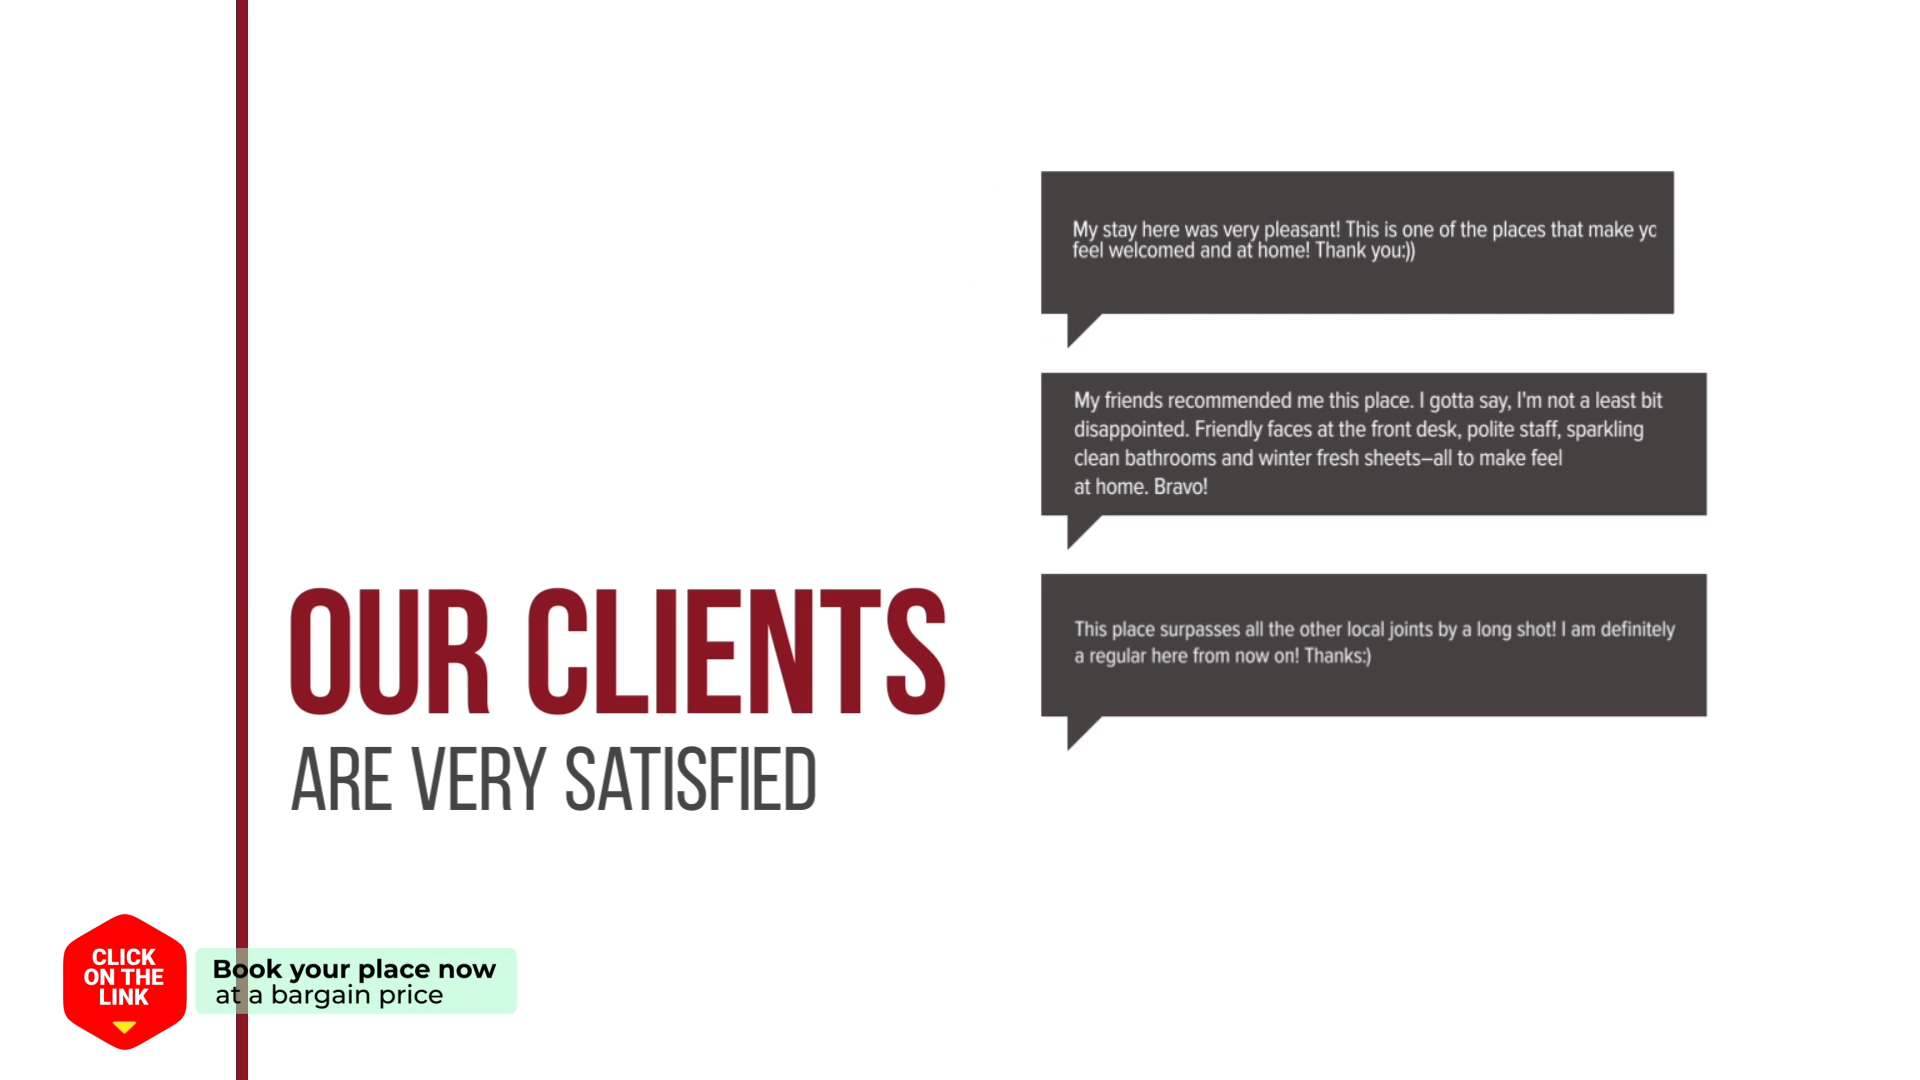 My stay here was very pleasant! This is one of the places that make yo
feel welcomed and at home! Thank you:))
My friends recommended me this place. I gotta say, I'm not a least bit
disappointed. Friendly faces at the front desk, polite staff, sparkling
clean bathrooms and winter fresh sheets–all to make feel
at home. Bravo!
This place surpasses all the other local joints by a long shot! I am definitely
a regular here from now on! Thanks:)
OUR CLIENTS
ARE VERY SATISFIED
CLICK
ON THE
LINK
Book your place now
at a bargain price